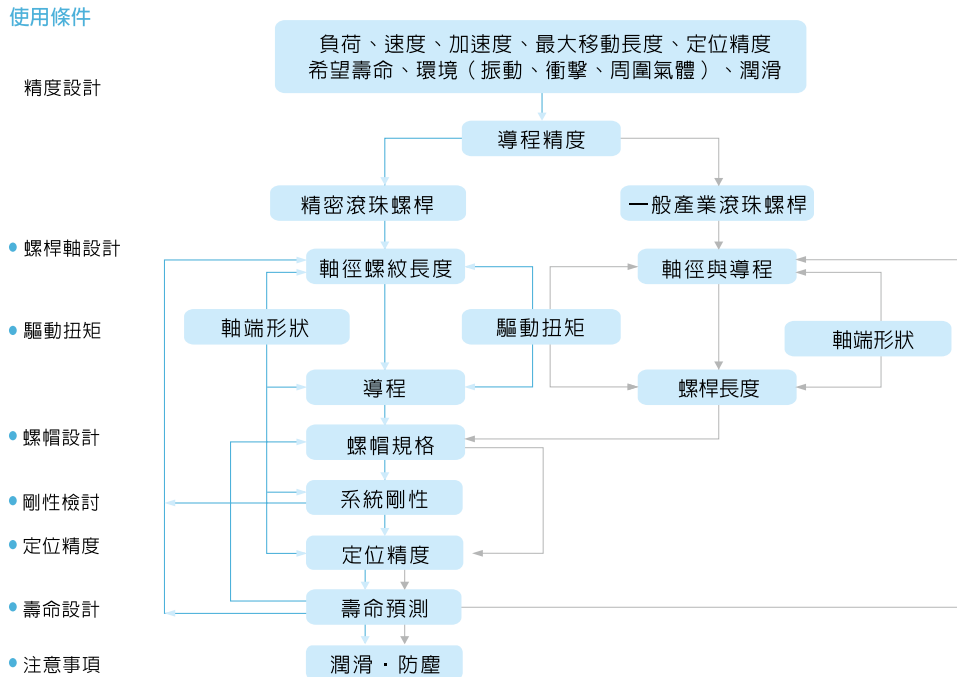 使用條件
負荷、速度、加速度、最大移動長度、定位精度
希望壽命、環境（振動、衝擊、周圍氣體）、潤滑
精度設計
導程精度
精密滾珠螺桿
一般產業滾珠螺桿
● 螺桿軸設計
軸徑螺紋長度
軸徑與導程
● 驅動扭矩
軸端形狀
驅動扭矩
軸端形狀
導程
螺桿長度
● 螺帽設計
螺帽規格
● 剛性檢討
系統剛性
● 定位精度
定位精度
● 壽命設計
壽命預測
● 注意事項
潤滑・防塵